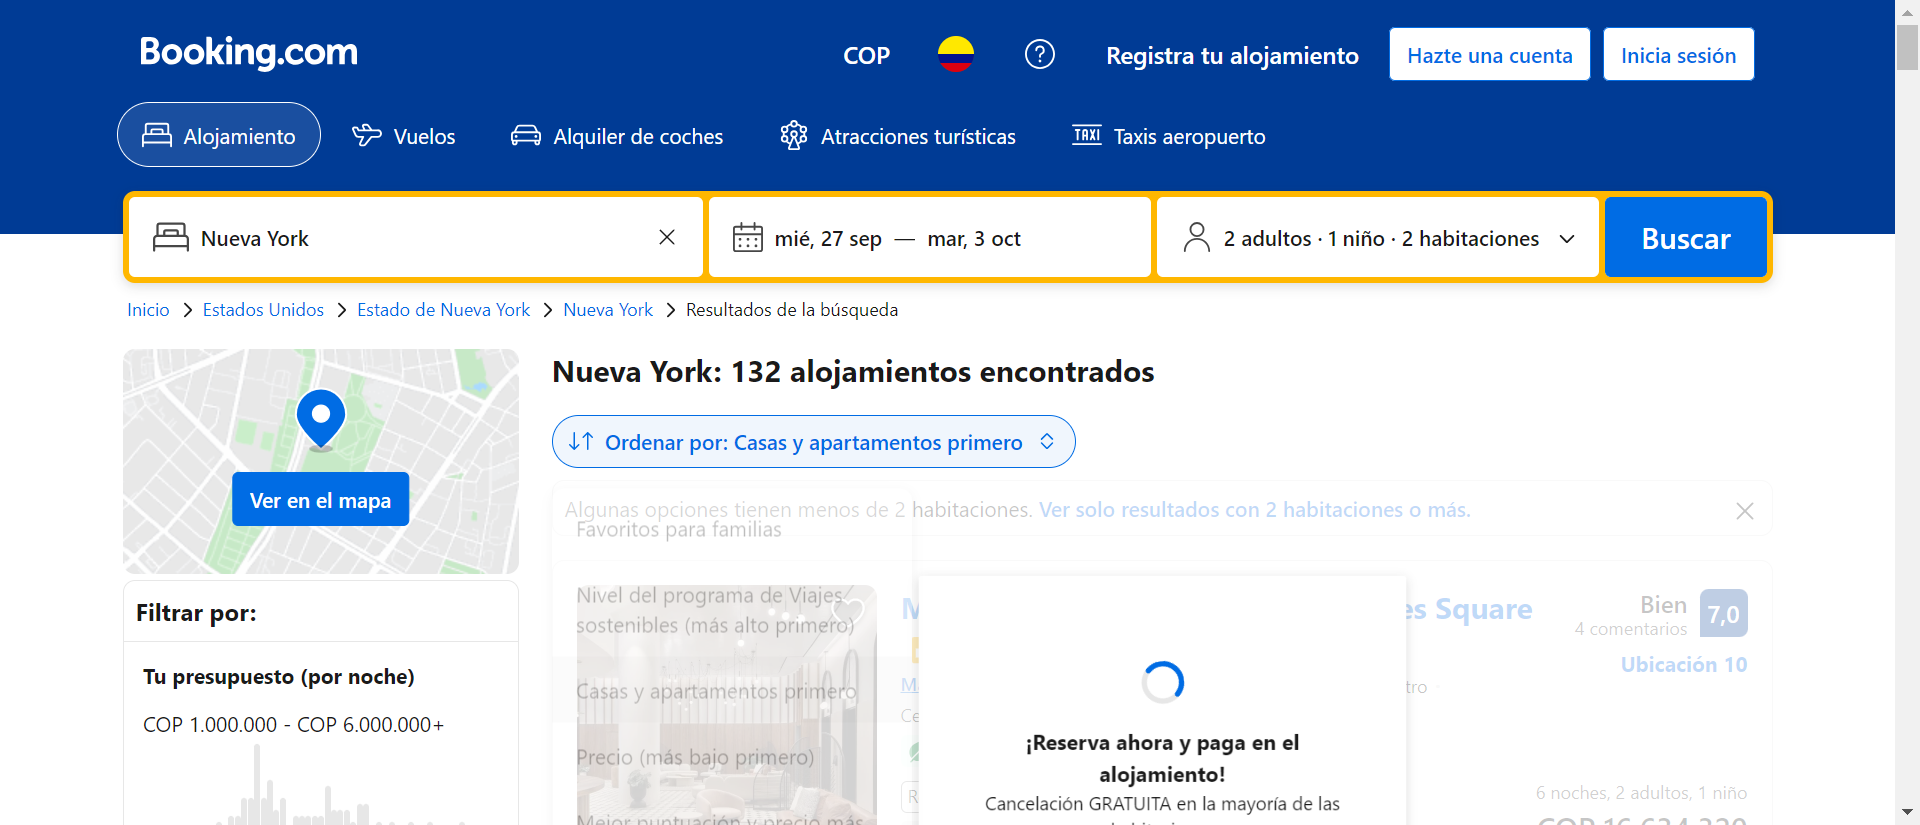 Booking.com
COP
Registra tu alojamiento
Hazte una cuenta
Inicia sesión
Alojamiento
Vuelos
Alquiler de coches
Atracciones turísticas
TAXI
Taxis aeropuerto
Nueva York
mié, 27 sep — mar, 3 oct
2 adultos · 1 niño · 2 habitaciones
Buscar
Inicio
Estados Unidos
Estado de Nueva York
Nueva York
Resultados de la búsqueda
Ver en el mapa
Nueva York: 132 alojamientos encontrados
Ordenar por: Casas y apartamentos primero
Algunas opciones tienen menos de 2 habitaciones. Ver solo resultados con 2 habitaciones o más.
Favoritos para familias
Nivel del programa de Viajes
sostenibles (más alto primero)
Casas y apartamentos primero
Precio (más bajo primero)
Mejor puntuación y precio más
Square
Bien
4 comentarios
7,0
Ubicación 10
¡Reserva ahora y paga en el
alojamiento!
Cancelación GRATUITA en la mayoría de las
6 noches, 2 adultos, 1 niño
COP 16.634.320
Filtrar por:
Tu presupuesto (por noche)
COP 1.000.000 - COP 6.000.000+